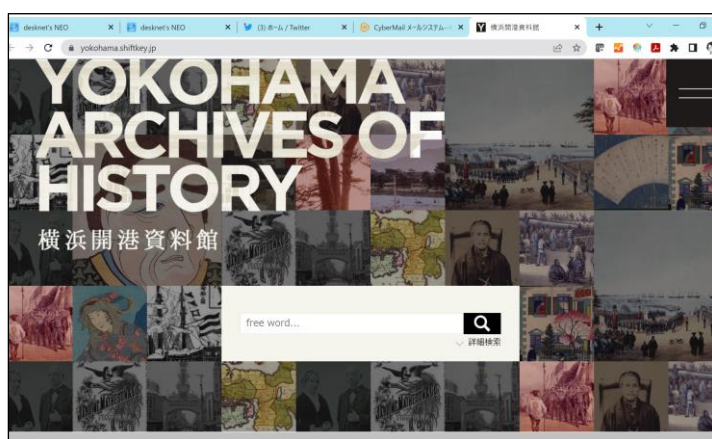 desknet's NEO
desknet's NEO
(3) ホーム / Twitter
CyberMail メールシステム
横浜開港資料館
yokohama.shiftkey.jp
YOKOHAMA
ARCHIVES OF
HISTORY
横浜開港資料館
free word...
詳細検索